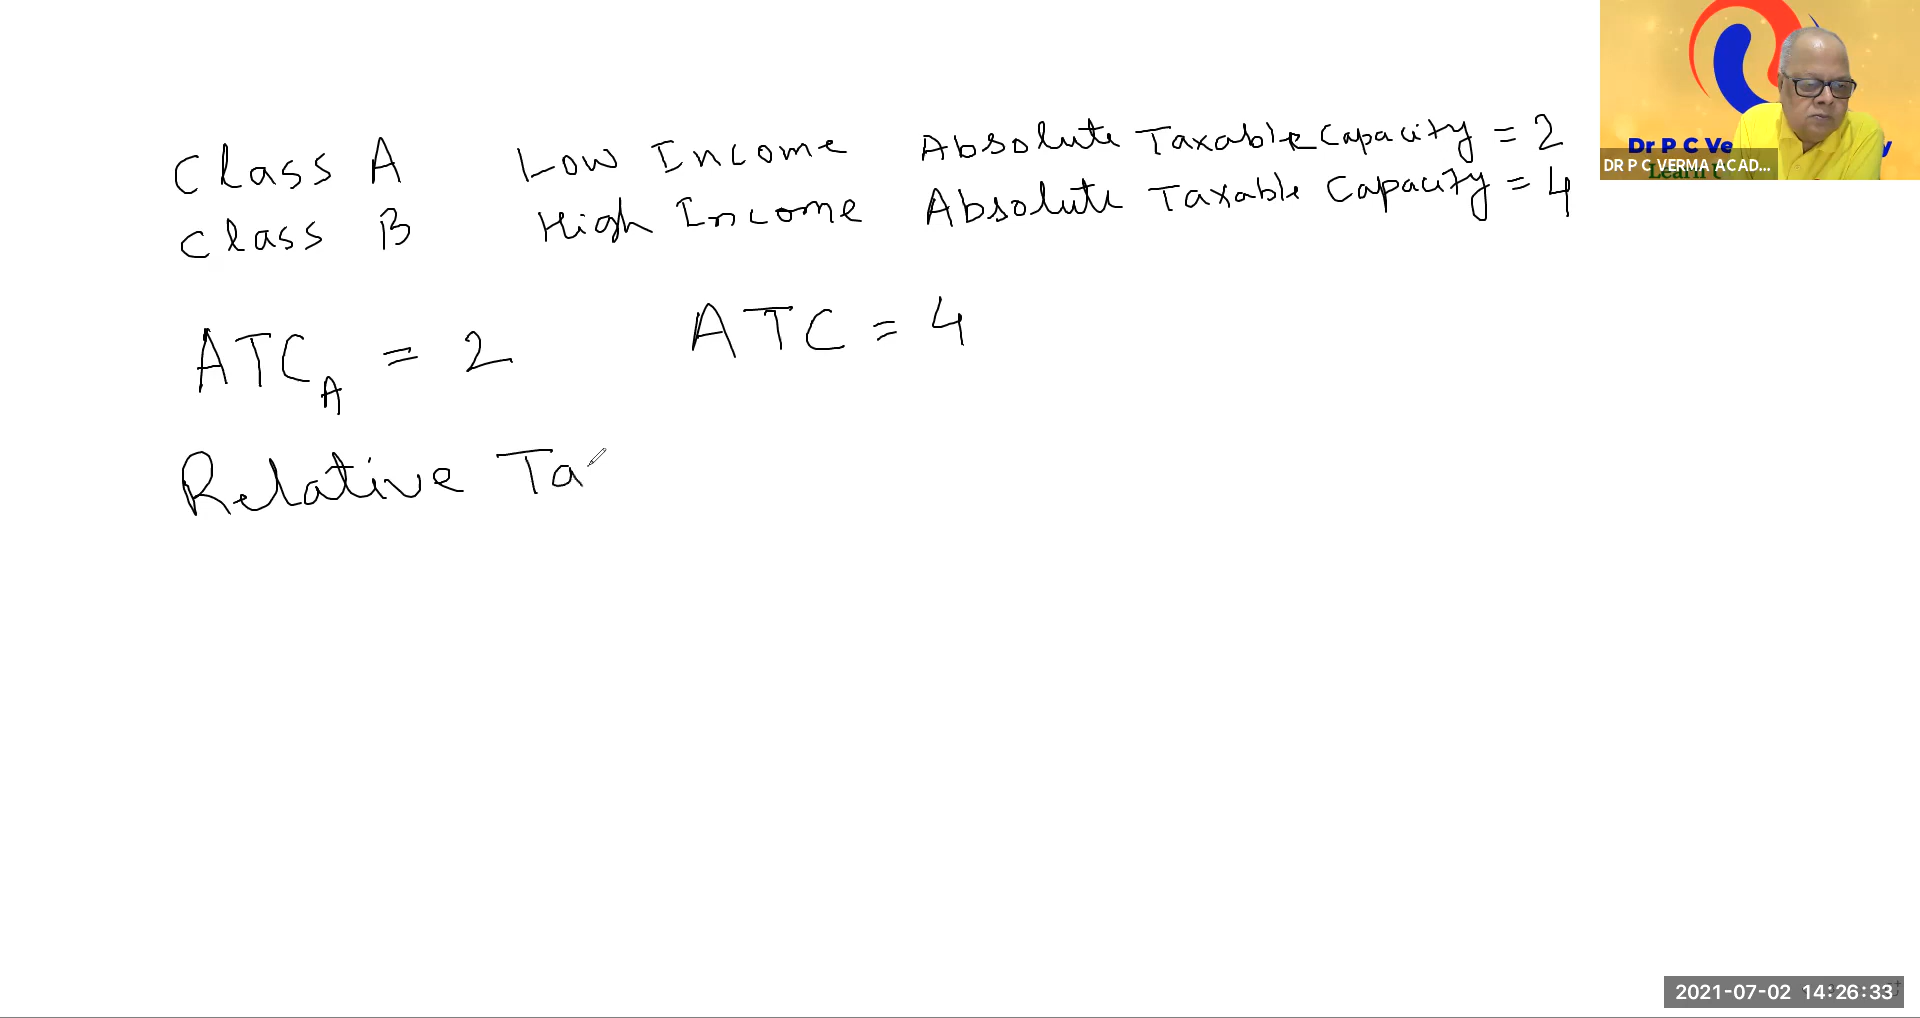 Class A Low Income Absolute Taxable Capacity = 2
Class B High Income Absolute Taxable Capacity = 4
ATC_A = 2 ATC = 4
Relative Ta
Dr P C Ve y
DR P C VERMA ACAD...
2021-07-02 14:26:33